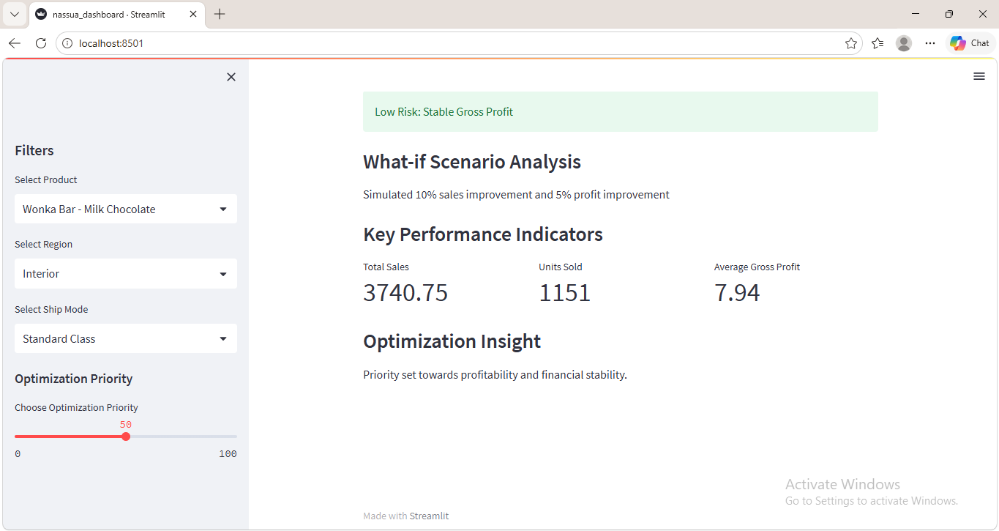 nassua_dashboard · Streamlit
localhost:8501
Chat
Filters
Select Product
Wonka Bar - Milk Chocolate
Select Region
Interior
Select Ship Mode
Standard Class
Optimization Priority
Choose Optimization Priority
50
0 100
Low Risk: Stable Gross Profit
What-if Scenario Analysis
Simulated 10% sales improvement and 5% profit improvement
Key Performance Indicators
Total Sales Units Sold Average Gross Profit
3740.75 1151 7.94
Optimization Insight
Priority set towards profitability and financial stability.
Activate Windows
Go to Settings to activate Windows.
Made with Streamlit